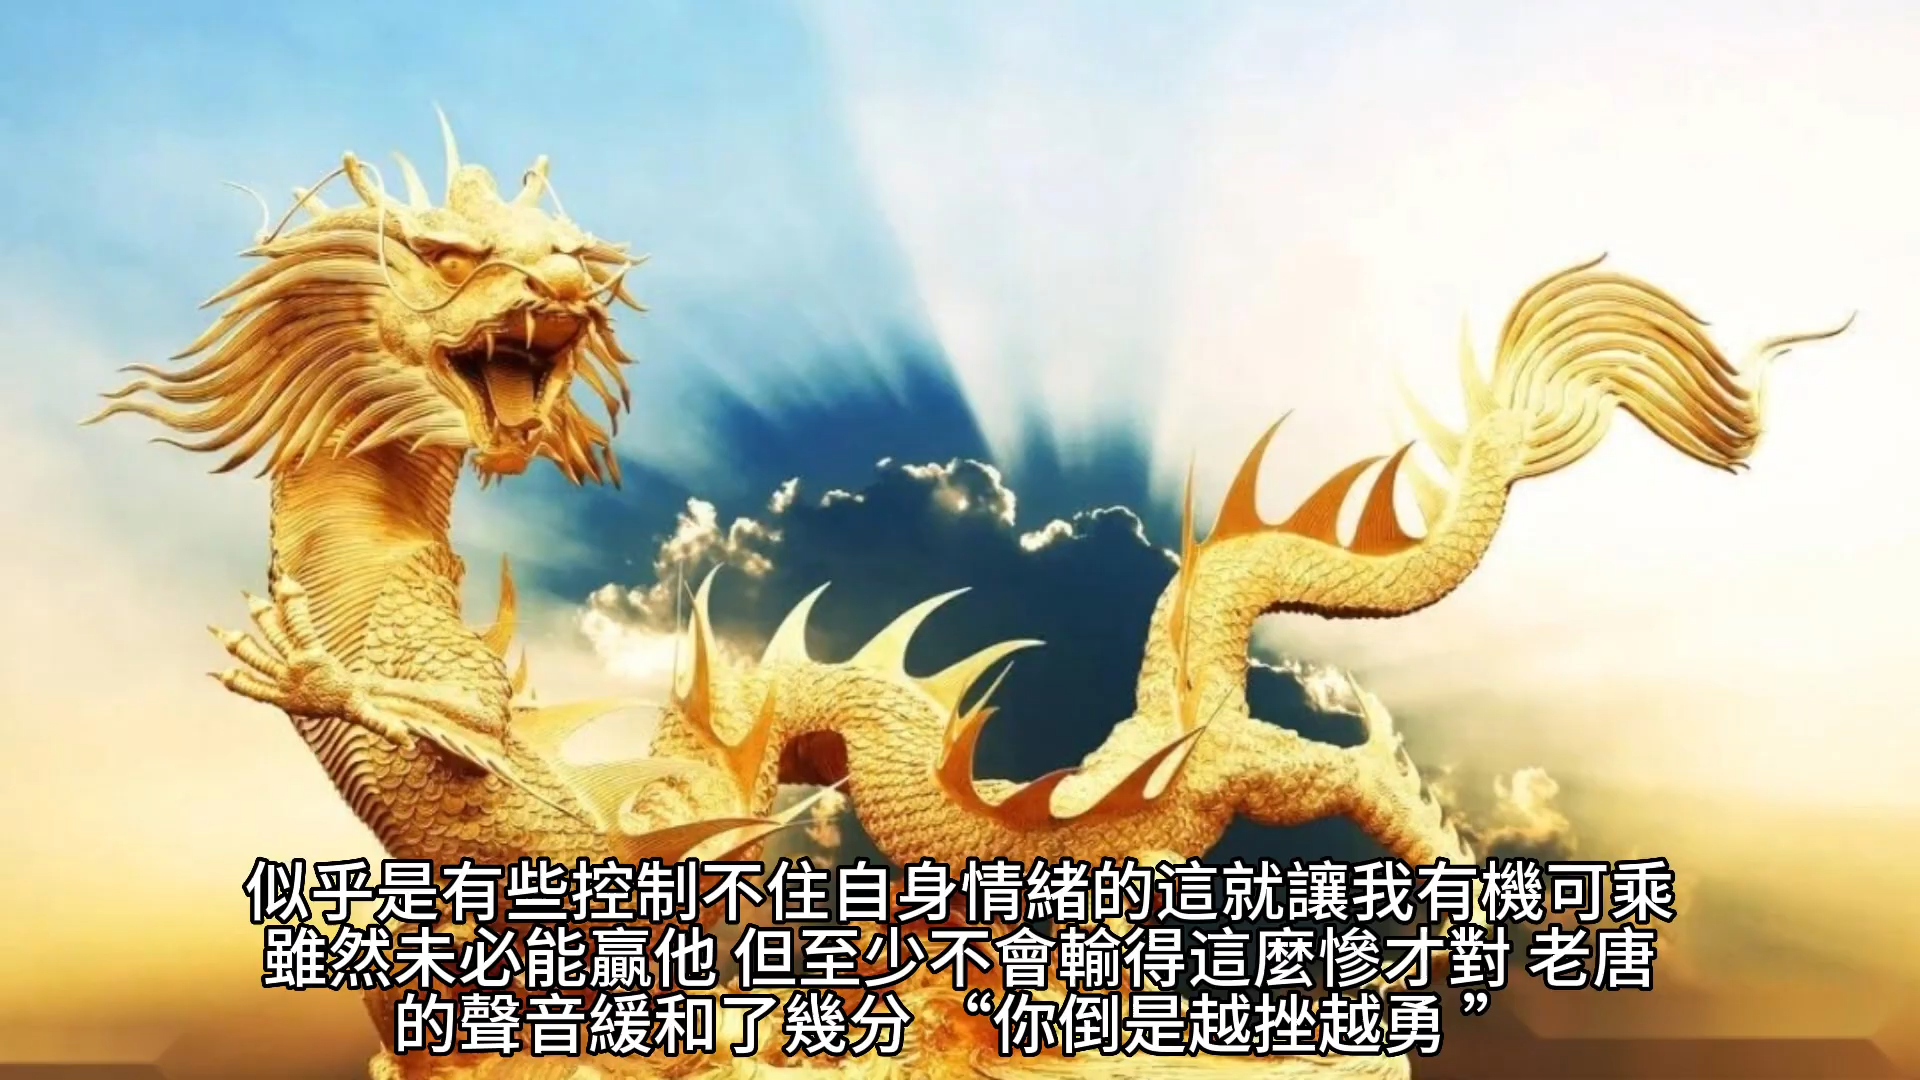 似乎是有些控制不住自身情緒的這就讓我有機可乘
雖然未必能贏他 但至少不會輸得這麼慘才對 老唐
的聲音緩和了幾分 “你倒是越挫越勇 ”